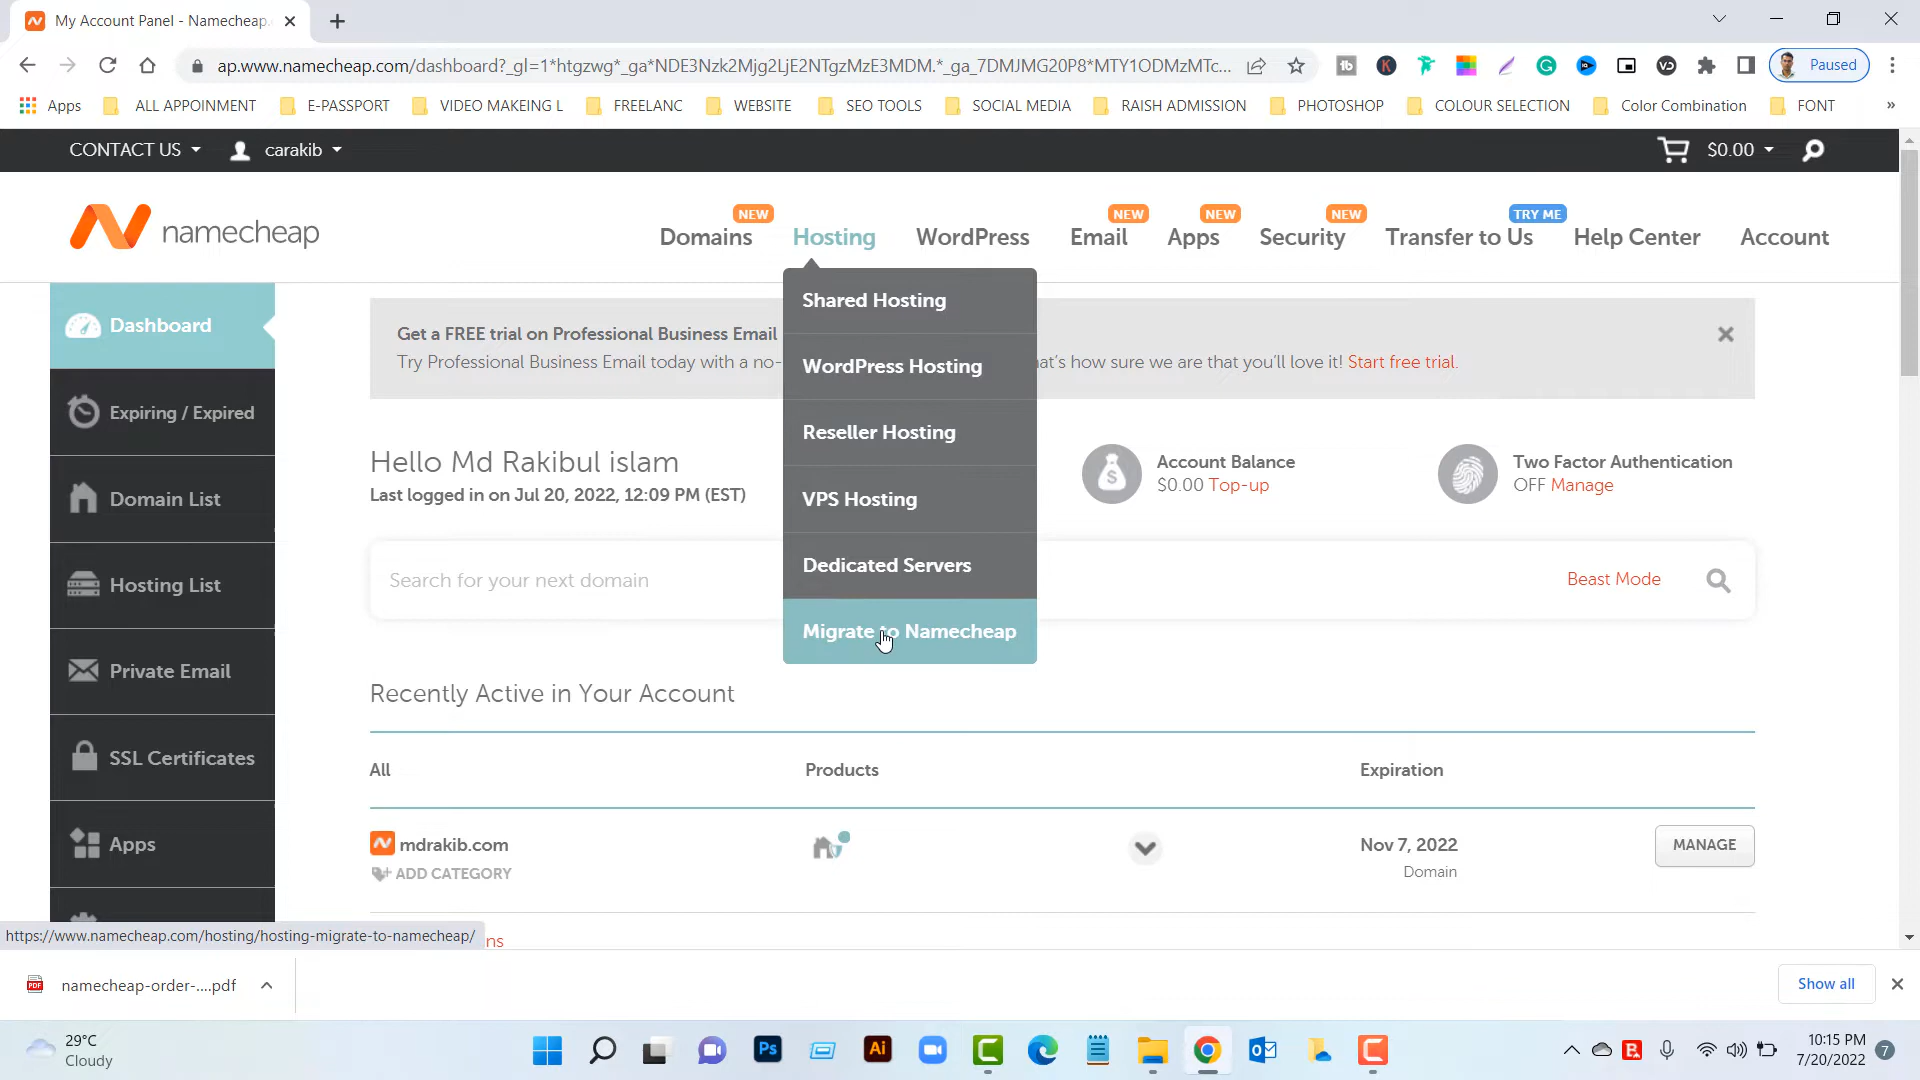 My Account Panel - Namecheap.
ap.www.namecheap.com/dashboard?_gl=1*htgzwg*_ga*NDE3Nzk2Mjg2LjE2NTgzMzE3MDM.*_ga_7DMJMG20P8*MTY1ODMzMTc...
Paused
Apps
ALL APPOINMENT
E-PASSPORT
VIDEO MAKEING L
FREELANC
WEBSITE
SEO TOOLS
SOCIAL MEDIA
RAISH ADMISSION
PHOTOSHOP
COLOUR SELECTION
Color Combination
FONT
»
CONTACT US
carakib
$0.00
namecheap
NEW
NEW
NEW
NEW
TRY ME
Domains
Hosting
WordPress
Email
Apps
Security
Transfer to Us
Help Center
Account
Shared Hosting
WordPress Hosting
Reseller Hosting
VPS Hosting
Dedicated Servers
Migrate to Namecheap
Dashboard
Expiring / Expired
Domain List
Hosting List
Private Email
SSL Certificates
Apps
Get a FREE trial on Professional Business Email
Try Professional Business Email today with a no-
at's how sure we are that you'll love it! Start free trial.
Hello Md Rakibul islam
Last logged in on Jul 20, 2022, 12:09 PM (EST)
Account Balance
$0.00 Top-up
Two Factor Authentication
OFF Manage
Search for your next domain
Beast Mode
Recently Active in Your Account
All
Products
Expiration
mdrakib.com
ADD CATEGORY
Nov 7, 2022
Domain
MANAGE
https://www.namecheap.com/hosting/hosting-migrate-to-namecheap/
ns
PDF
namecheap-order-....pdf
Show all
29°C
Cloudy
Ps
Ai
10:15 PM
7/20/2022
7